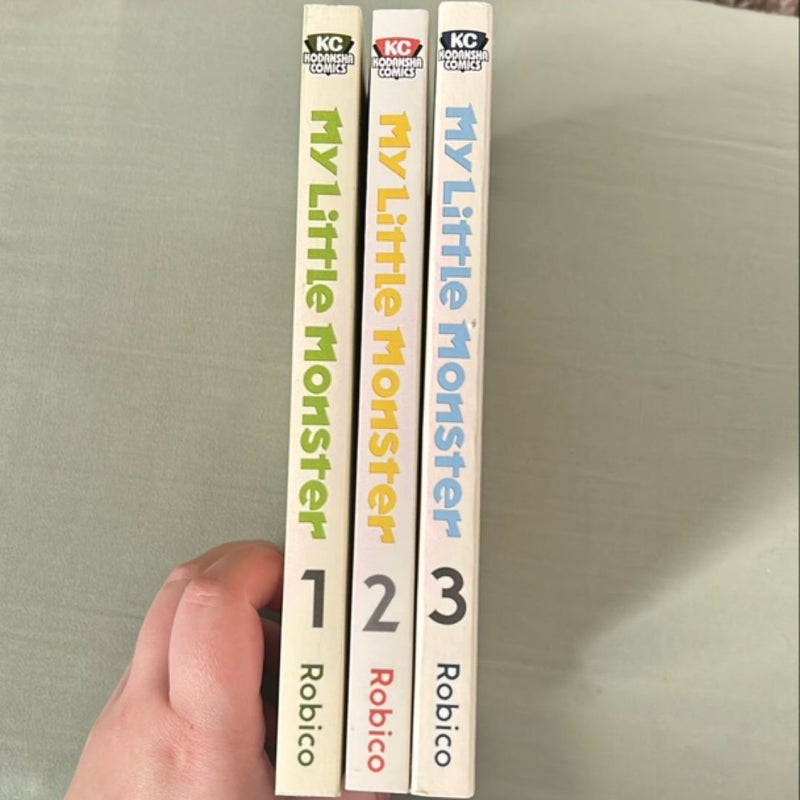 KC
KODANSHA
COMICS
My Little Monster
1
Robico
KC
KODANSHA
COMICS
My Little Monster
2
Robico
KC
KODANSHA
COMICS
My Little Monster
3
Robico